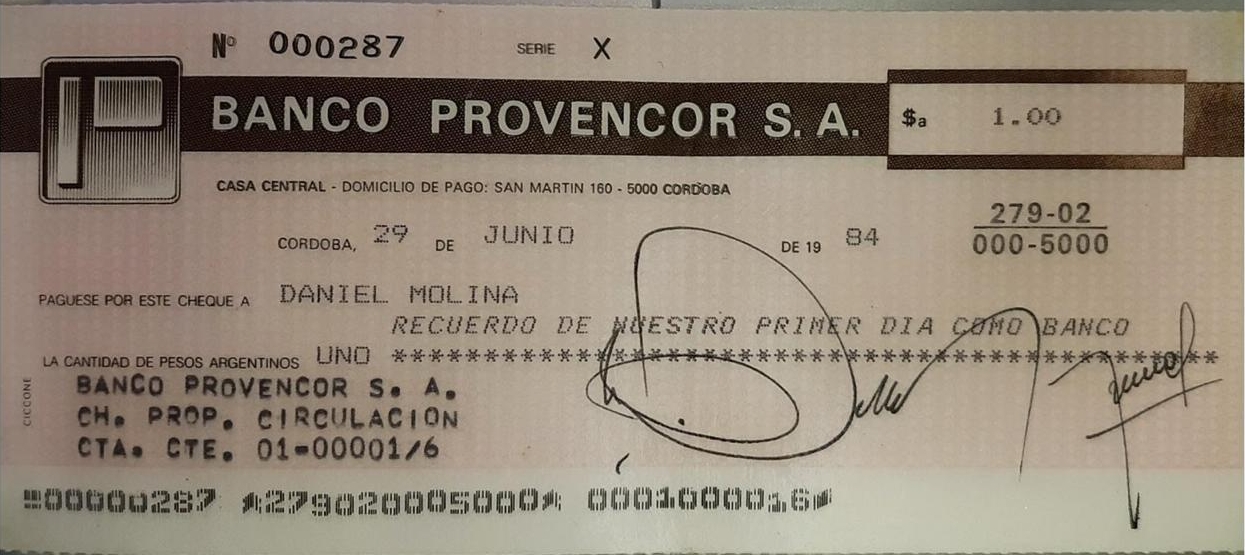 Nº 000287 SERIE X
BANCO PROVENCOR S. A. $a 1.00
CASA CENTRAL - DOMICILIO DE PAGO: SAN MARTIN 160 - 5000 CORDOBA
279-02
000-5000
CORDOBA, 29 DE JUNIO DE 19 84
PAGUESE POR ESTE CHEQUE A DANIEL MOLINA
RECUERDO DE NUESTRO PRIMER DIA COMO BANCO
LA CANTIDAD DE PESOS ARGENTINOS UNO ******************************************************
CICCONE
BANCO PROVENCOR S. A.
CH. PROP. CIRCULACION
CTA. CTE. 01-00001/6
00000287 279020005000 0001000016